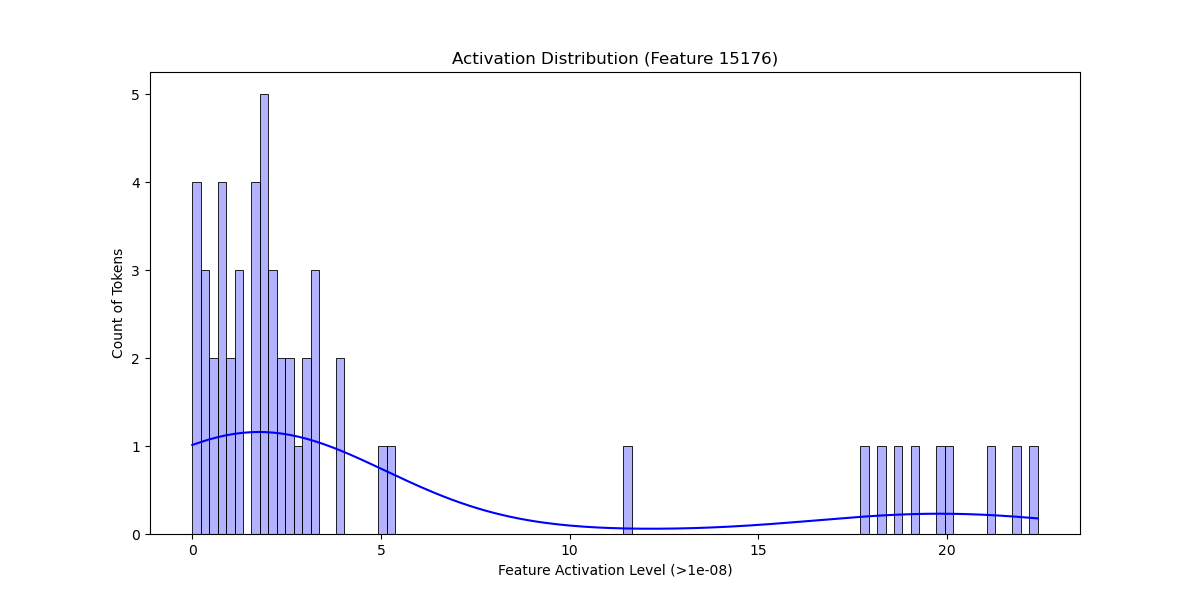 Activation Distribution (Feature 15176)
Count of Tokens
5
4
3
2
1
0
0 5 10 15 20
Feature Activation Level (>1e-08)